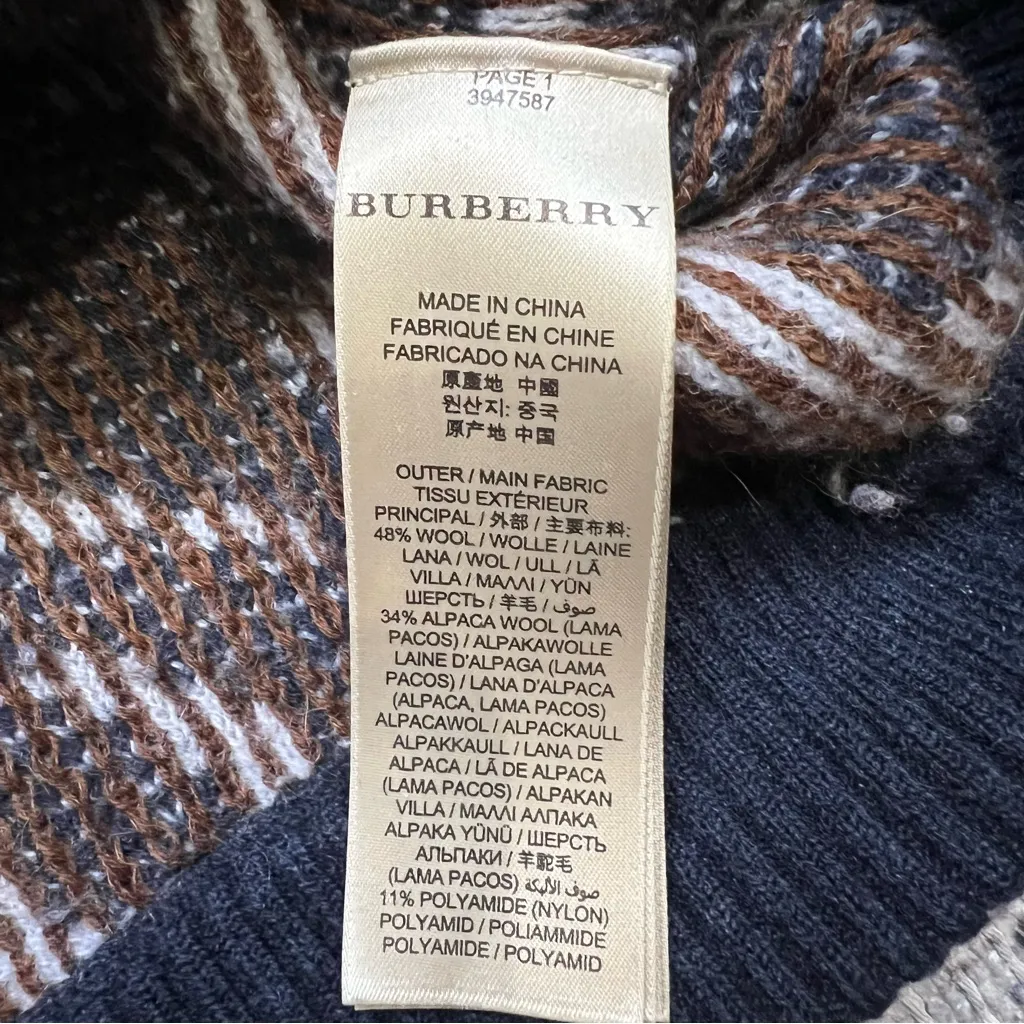 PAGE 1
3947587
BURBERRY
MADE IN CHINA
FABRIQUÉ EN CHINE
FABRICADO NA CHINA
原產地 中國
원산지: 중국
原产地 中国
OUTER / MAIN FABRIC
TISSU EXTÉRIEUR
PRINCIPAL / 外部 / 主要布料:
48% WOOL / WOLLE / LAINE
LANA / WOL / ULL / LÃ
VILLA / ΜΑΛΛΙ / YÜN
ШЕРСТЬ / 羊毛 / صوف
34% ALPACA WOOL (LAMA
PACOS) / ALPAKAWOLLE
LAINE D'ALPAGA (LAMA
PACOS) / LANA D'ALPACA
(ALPACA, LAMA PACOS)
ALPACAWOL / ALPACKAULL
ALPAKKAULL / LANA DE
ALPACA / LÃ DE ALPACA
(LAMA PACOS) / ALPAKAN
VILLA / ΜΑΛΛΙ ΑΛΠΑΚΑ
ALPAKA YÜNÜ / ШЕРСТЬ
АЛЬПАКИ / 羊駝毛
(LAMA PACOS) صوف الألبكة
11% POLYAMIDE (NYLON)
POLYAMID / POLIAMMIDE
POLYAMIDE / POLYAMID